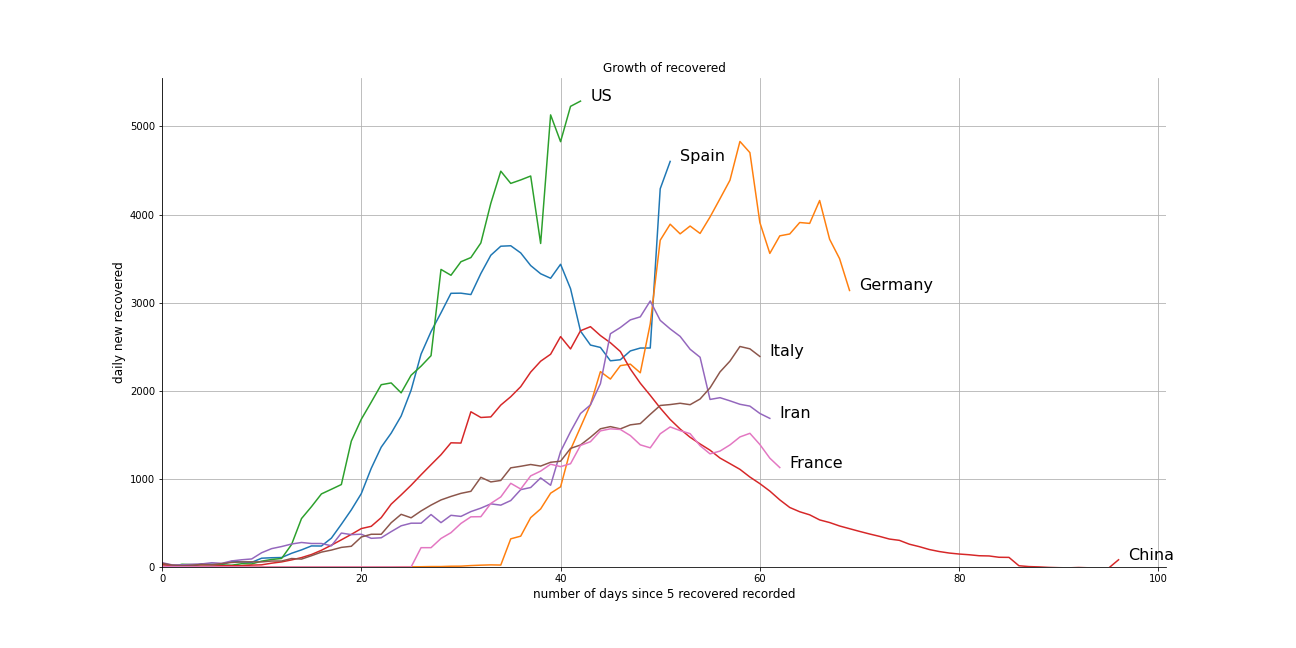 Growth of recovered
daily new recovered
5000
4000
3000
2000
1000
0
US
Spain
Germany
Italy
Iran
France
China
0 20 40 60 80 100
number of days since 5 recovered recorded